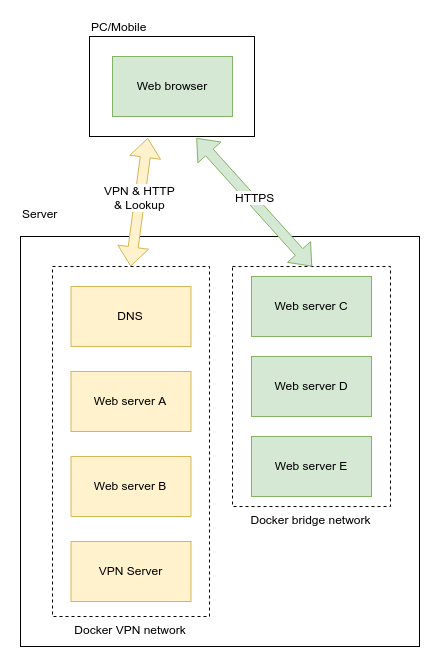 PC/Mobile
Web browser
VPN & HTTP
& Lookup
HTTPS
Server
DNS
Web server A
Web server B
VPN Server
Docker VPN network
Web server C
Web server D
Web server E
Docker bridge network